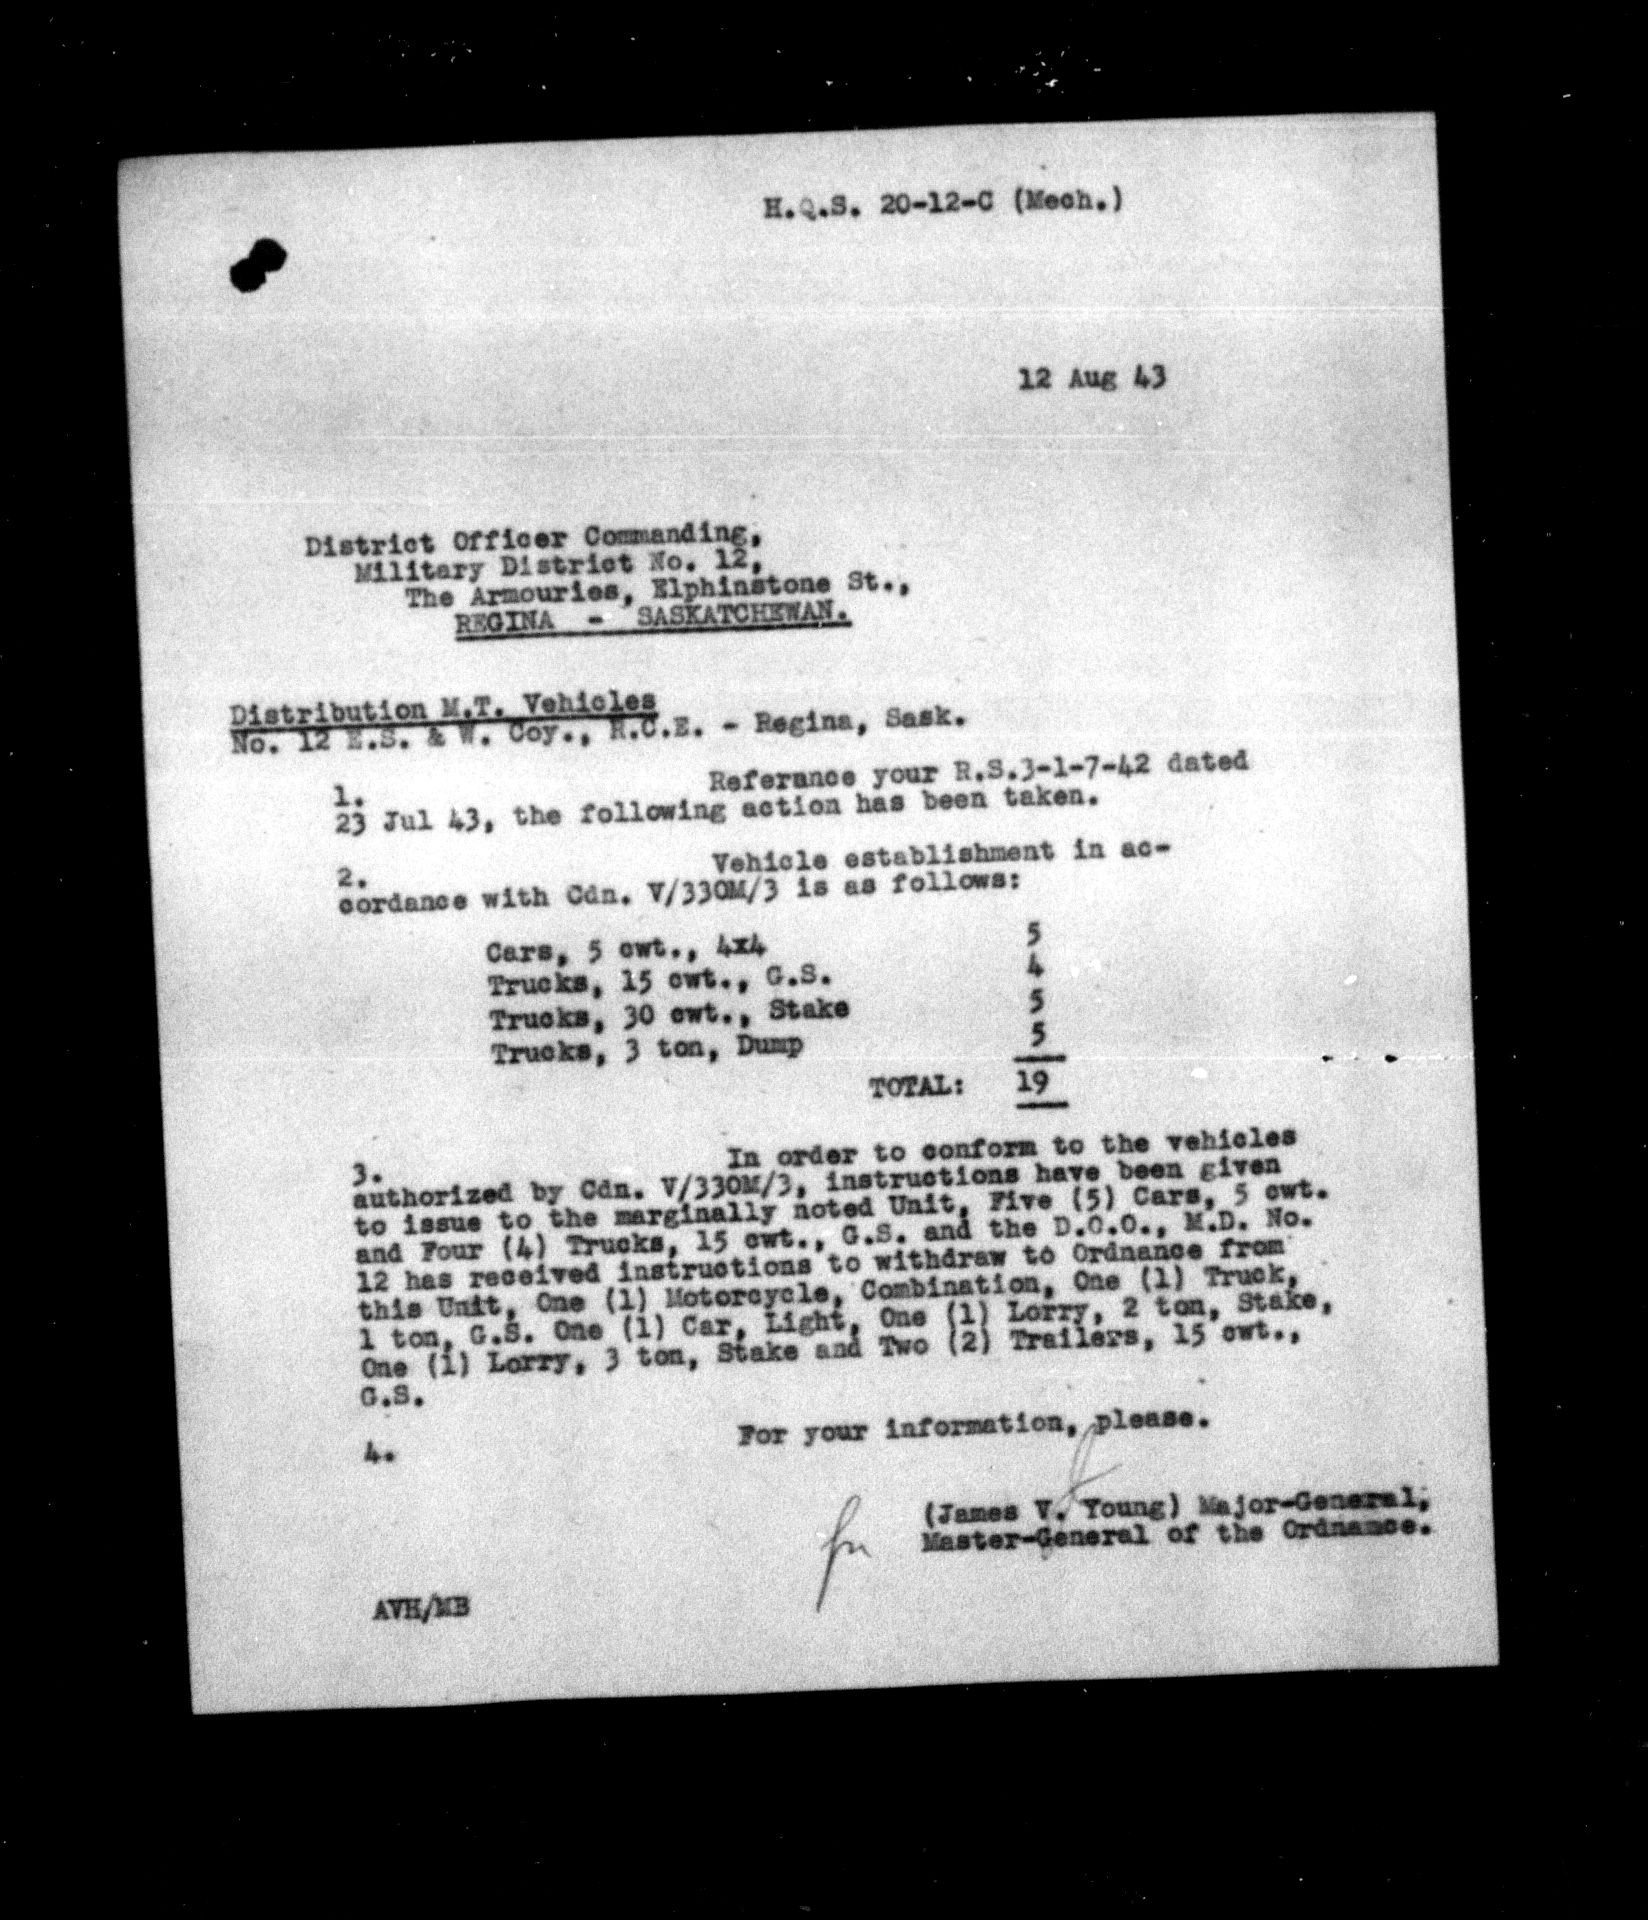 H.Q.S. 20-12-C (Mech.)
12 Aug 43
District Officer Commanding,
Military District No. 12,
The Armouries, Elphinstone St.,
REGINA - SASKATCHEWAN.
Distribution M.T. Vehicles
No. 12 E.S. & W. Coy., R.C.E. - Regina, Sask.
1. Referance your R.S.3-1-7-42 dated
23 Jul 43, the following action has been taken.
2. Vehicle establishment in ac-
cordance with Cdn. V/330M/3 is as follows:
Cars, 5 cwt., 4x4 5
Trucks, 15 cwt., G.S. 4
Trucks, 30 cwt., Stake 5
Trucks, 3 ton, Dump 5
TOTAL: 19
3. In order to conform to the vehicles
authorized by Cdn. V/330M/3, instructions have been given
to issue to the marginally noted Unit, Five (5) Cars, 5 cwt.
and Four (4) Trucks, 15 cwt., G.S. and the D.O.O., M.D. No.
12 has received instructions to withdraw to Ordnance from
this Unit, One (1) Motorcycle, Combination, One (1) Truck,
1 ton, G.S. One (1) Car, Light, One (1) Lorry, 2 ton, Stake,
One (1) Lorry, 3 ton, Stake and Two (2) Trailers, 15 cwt.,
G.S.
4. For your information, please.
for (James V. Young) Major-General,
Master-General of the Ordnance.
AVH/MB